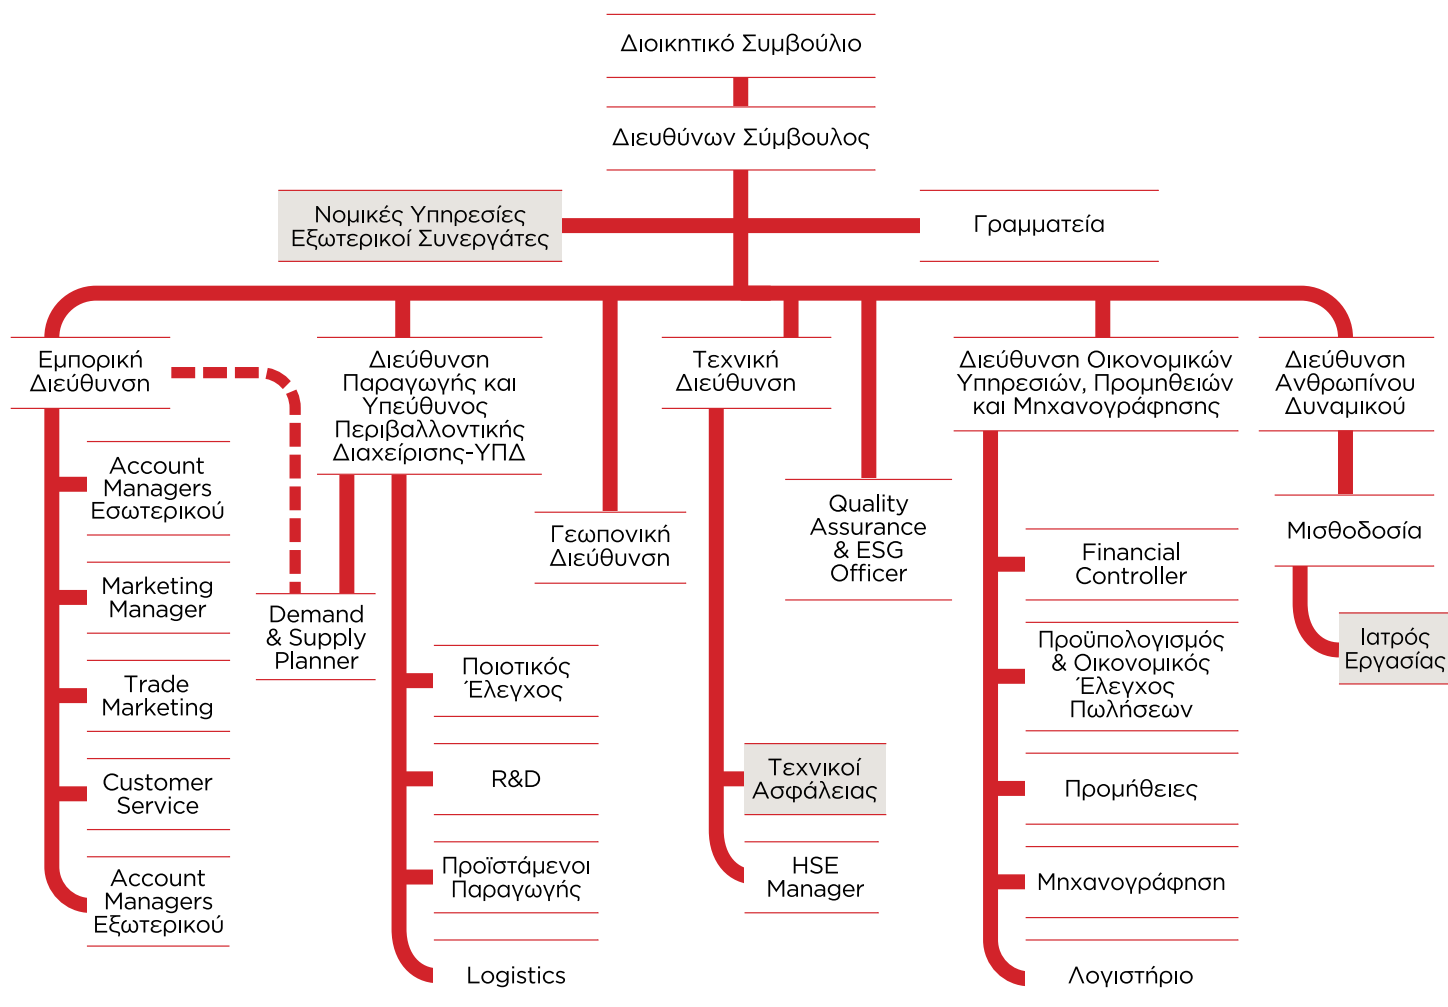 Διοικητικό Συμβούλιο
Διευθύνων Σύμβουλος
Νομικές Υπηρεσίες
Εξωτερικοί Συνεργάτες
Γραμματεία
Εμπορική
Διεύθυνση
Διεύθυνση
Παραγωγής και
Υπεύθυνος
Περιβαλλοντικής
Διαχείρισης-ΥΠΔ
Τεχνική
Διεύθυνση
Διεύθυνση Οικονομικών
Υπηρεσιών, Προμηθειών
και Μηχανογράφησης
Διεύθυνση
Ανθρωπίνου
Δυναμικού
Account
Managers
Εσωτερικού
Marketing
Manager
Trade
Marketing
Customer
Service
Account
Managers
Εξωτερικού
Demand
& Supply
Planner
Ποιοτικός
Έλεγχος
R&D
Προϊστάμενοι
Παραγωγής
Logistics
Γεωπονική
Διεύθυνση
Τεχνικοί
Ασφάλειας
HSE
Manager
Quality
Assurance
& ESG
Officer
Financial
Controller
Προϋπολογισμός
& Οικονομικός
Έλεγχος
Πωλήσεων
Προμήθειες
Μηχανογράφηση
Λογιστήριο
Μισθοδοσία
Ιατρός
Εργασίας